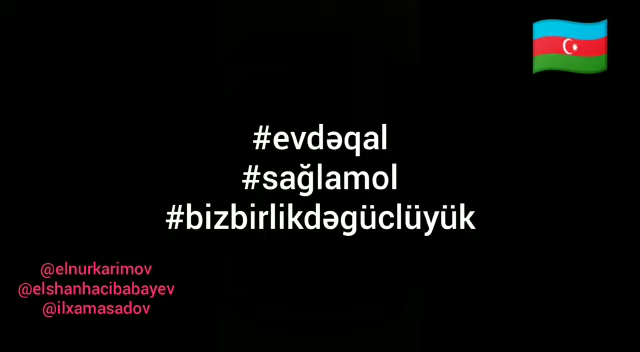 #evdəqal
#sağlamol
#bizbirlikdəgüclüyük
@elnurkarimov
@elshanhacibabayev
@ilxamasadov